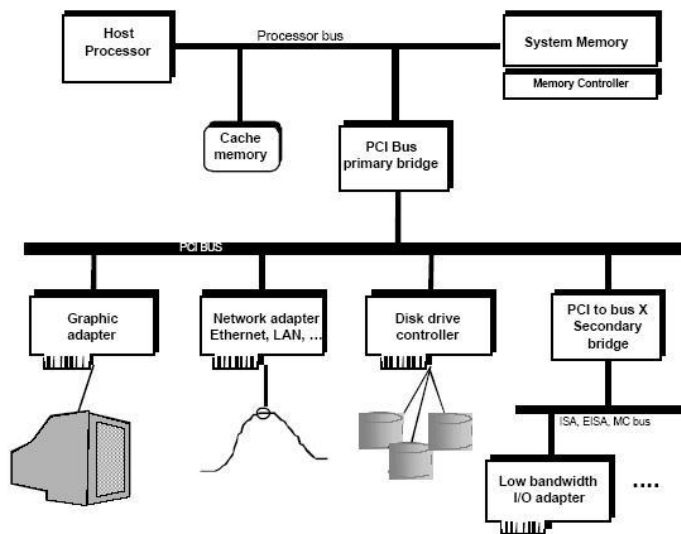 Host
Processor
Processor bus
System Memory
Memory Controller
Cache
memory
PCI Bus
primary bridge
PCI BUS
Graphic
adapter
Network adapter
Ethernet, LAN, ...
Disk drive
controller
PCI to bus X
Secondary
bridge
ISA, EISA, MC bus
Low bandwidth
I/O adapter
....